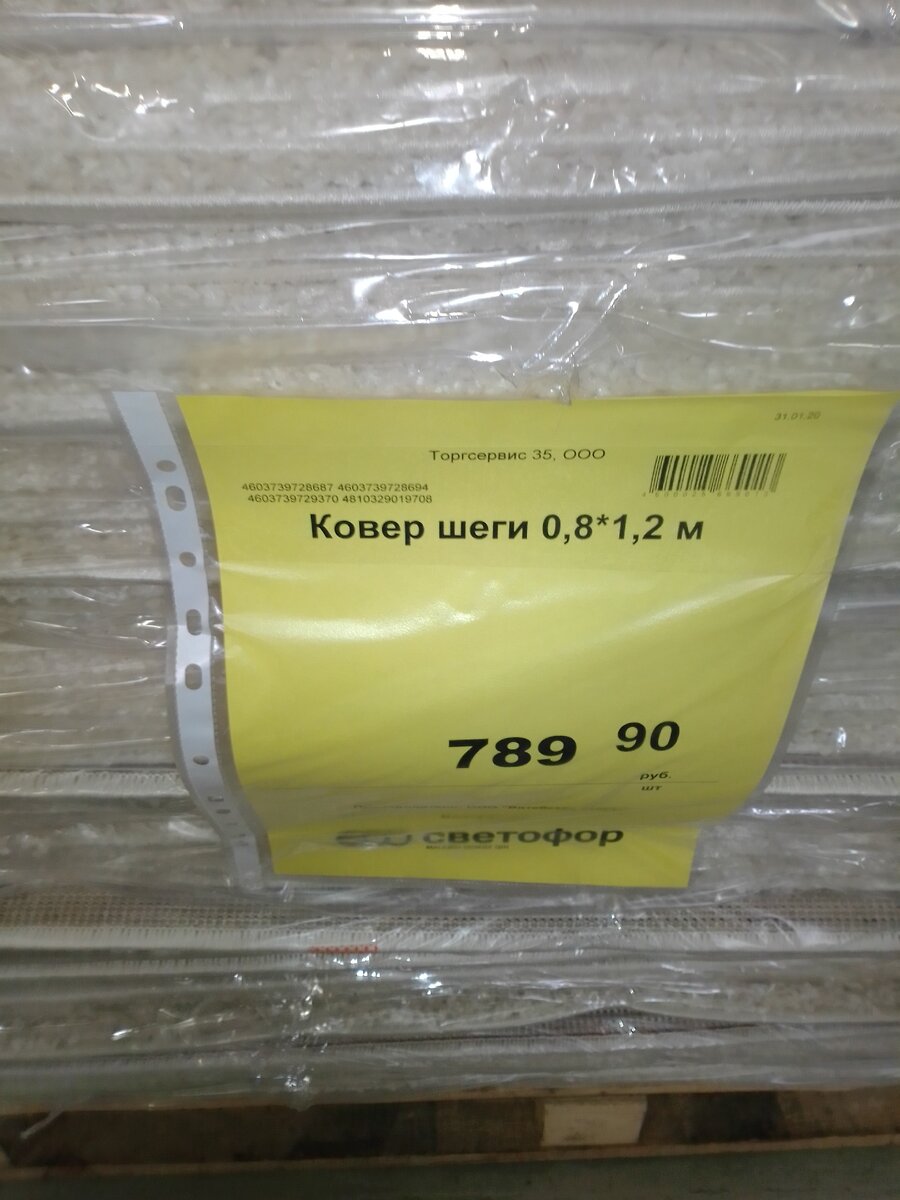 31.01.20
Торгсервис 35, ООО
4603739728687 4603739728694
4603739729370 4810329019708
Ковер шеги 0,8*1,2 м
789 90
руб.
шт
светофор